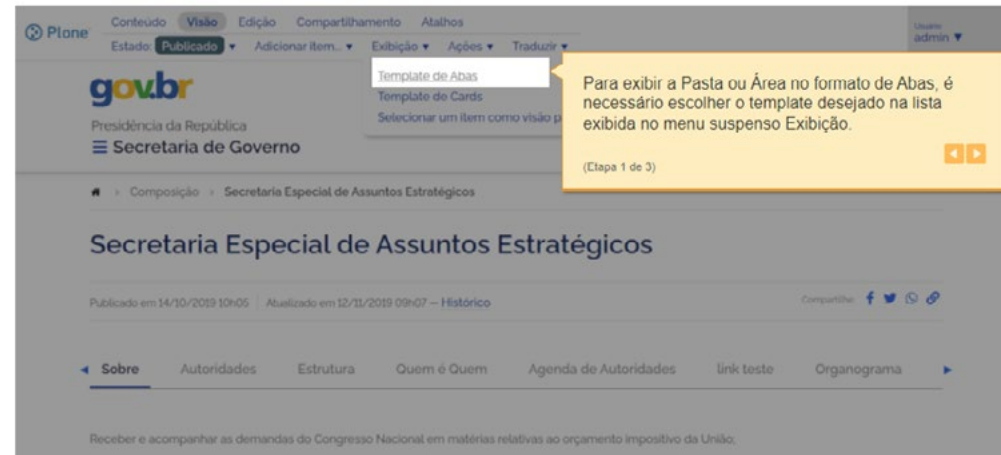 Plone
Conteúdo Visão Edição Compartilhamento Atalhos
Usuário
admin ▼
Estado: Publicado ▼ Adicionar item... ▼ Exibição ▼ Ações ▼ Traduzir ▼
Template de Abas
Template de Cards
Selecionar um item como visão p
Para exibir a Pasta ou Área no formato de Abas, é
necessário escolher o template desejado na lista
exibida no menu suspenso Exibição.
(Etapa 1 de 3)
gov.br
Presidência da República
Secretaria de Governo
Composição › Secretaria Especial de Assuntos Estratégicos
Secretaria Especial de Assuntos Estratégicos
Publicado em 14/10/2019 10h05 | Atualizado em 12/11/2019 09h07 — Histórico
Compartilhe:
Sobre Autoridades Estrutura Quem é Quem Agenda de Autoridades link teste Organograma
Receber e acompanhar as demandas do Congresso Nacional em matérias relativas ao orçamento impositivo da União;